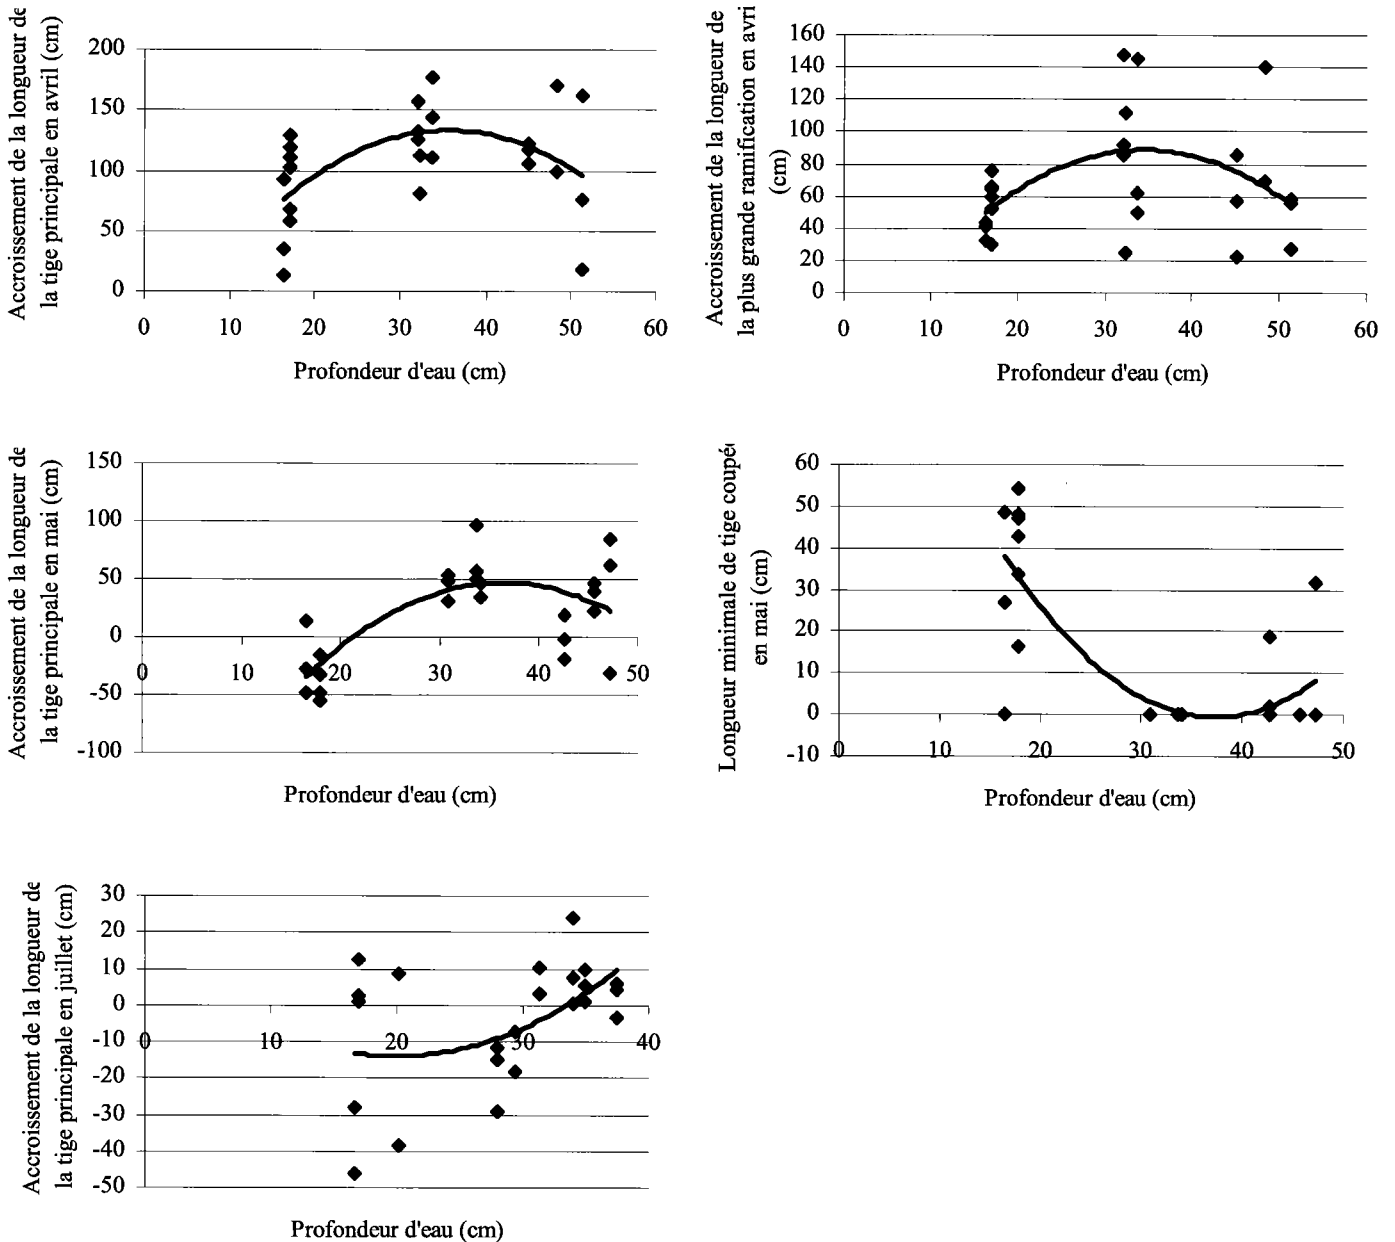 Accroissement de la longueur de
la tige principale en avril (cm)
200
150
100
50
0
0 10 20 30 40 50 60
Profondeur d'eau (cm)
Accroissement de la longueur de
la plus grande ramification en avri
(cm)
160
140
120
100
80
60
40
20
0
0 10 20 30 40 50 60
Profondeur d'eau (cm)
Accroissement de la longueur de
la tige principale en mai (cm)
150
100
50
0
-50
-100
0 10 20 30 40 50
Profondeur d'eau (cm)
Longueur minimale de tige coupée
en mai (cm)
60
50
40
30
20
10
0
-10
0 10 20 30 40 50
Profondeur d'eau (cm)
Accroissement de la longueur de
la tige principale en juillet (cm)
30
20
10
0
-10
-20
-30
-40
-50
0 10 20 30 40
Profondeur d'eau (cm)